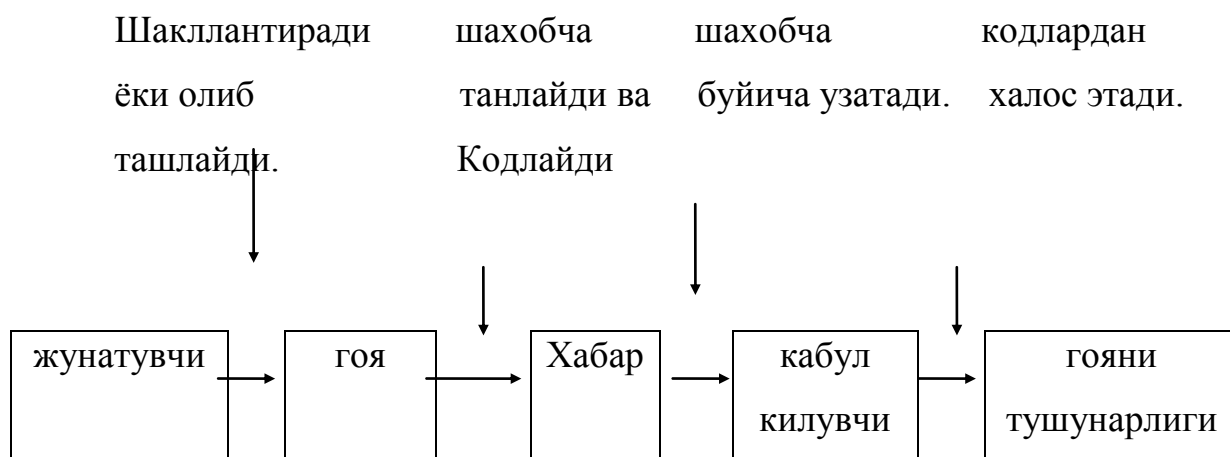 Шакллантиради шахобча шахобча кодлардан
ёки олиб танлайди ва буйича узатади. халос этади.
ташлайди. Кодлайди
жунатувчи гоя Хабар кабул гояни
килувчи тушунарлиги